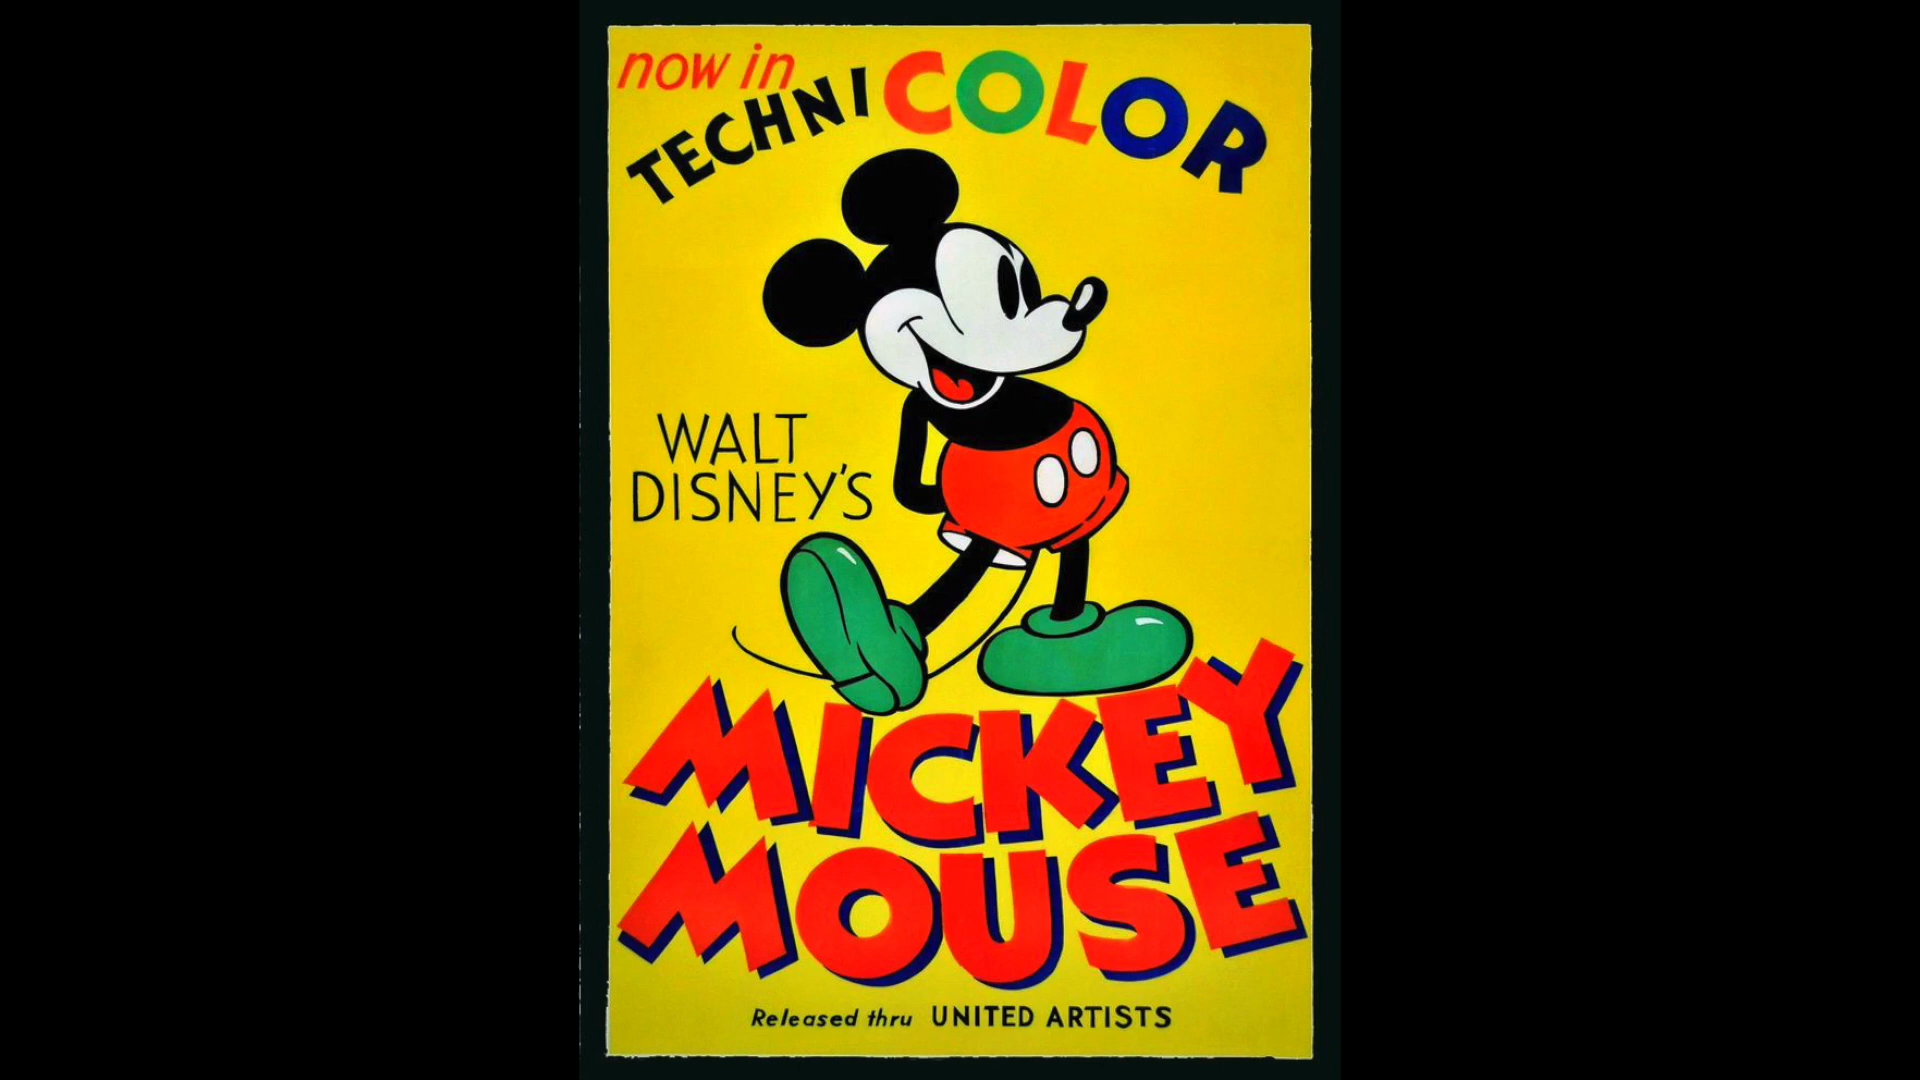 now in
TECHNICOLOR
WALT
DISNEY'S
MICKEY
MOUSE
Released thru UNITED ARTISTS